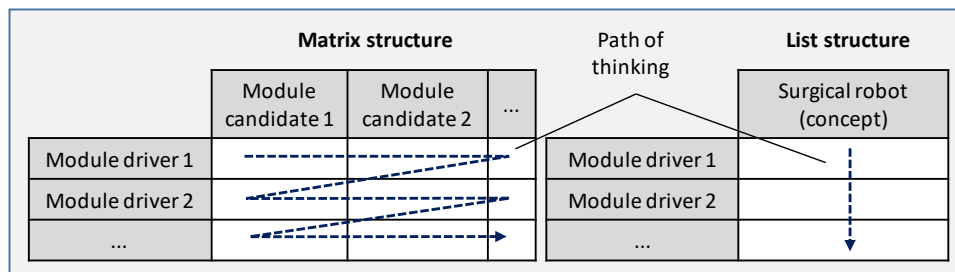 Matrix structure
Path of
thinking
List structure
Module
candidate 1
Module
candidate 2
...
Surgical robot
(concept)
Module driver 1
Module driver 1
Module driver 2
Module driver 2
...
...